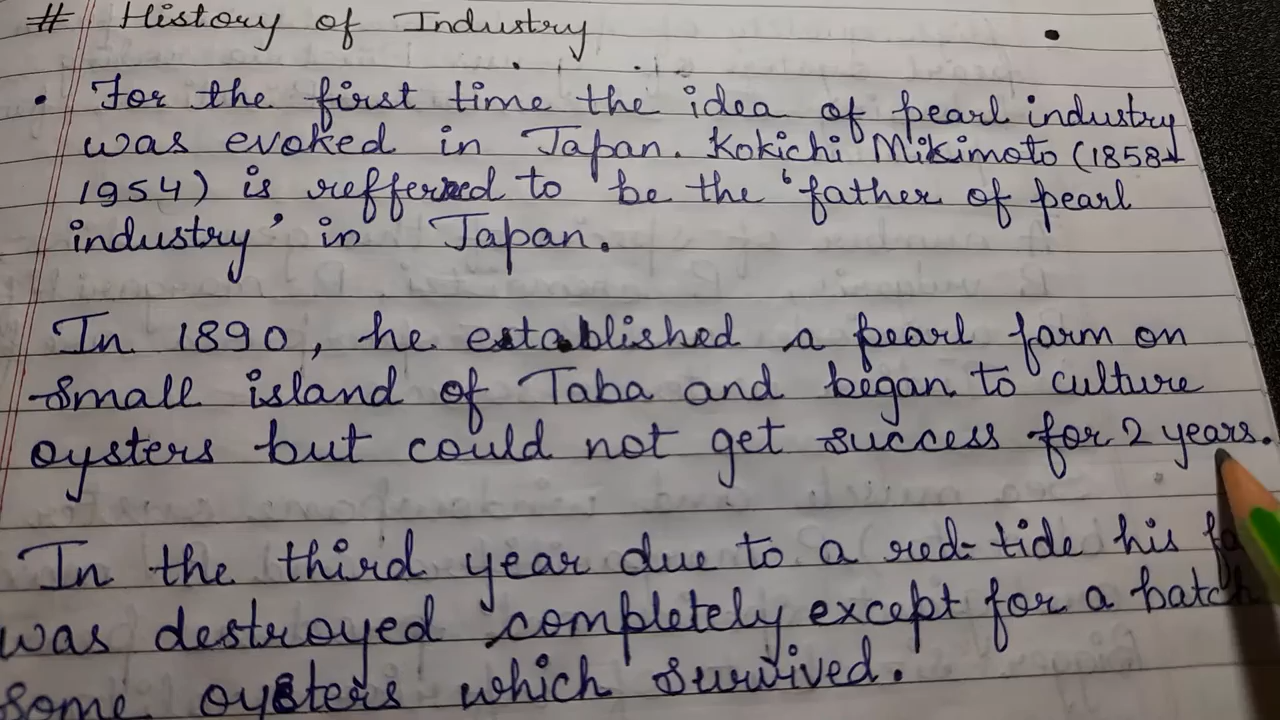 # History of Industry
• For the first time the idea of pearl industry
was evoked in Japan. Kokichi Mikimoto (1858-
1954) is refferred to be the 'father of pearl
industry' in Japan.
In 1890, he established a pearl farm on
small island of Taba and began to culture
oysters but could not get success for 2 years.
In the third year due to a red-tide his
was destroyed completely except for a batch
some oysters which survived.